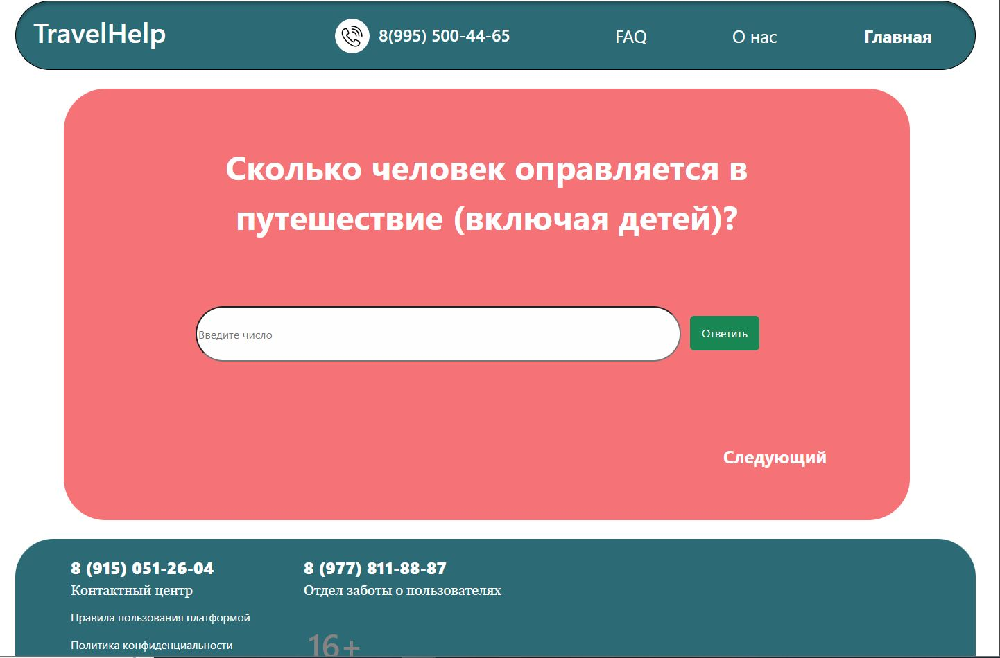 TravelHelp
8(995) 500-44-65
FAQ
О нас
Главная
Сколько человек оправляется в
путешествие (включая детей)?
Введите число
Ответить
Следующий
8 (915) 051-26-04
8 (977) 811-88-87
Контактный центр
Отдел заботы о пользователях
Правила пользования платформой
Политика конфиденциальности
16+